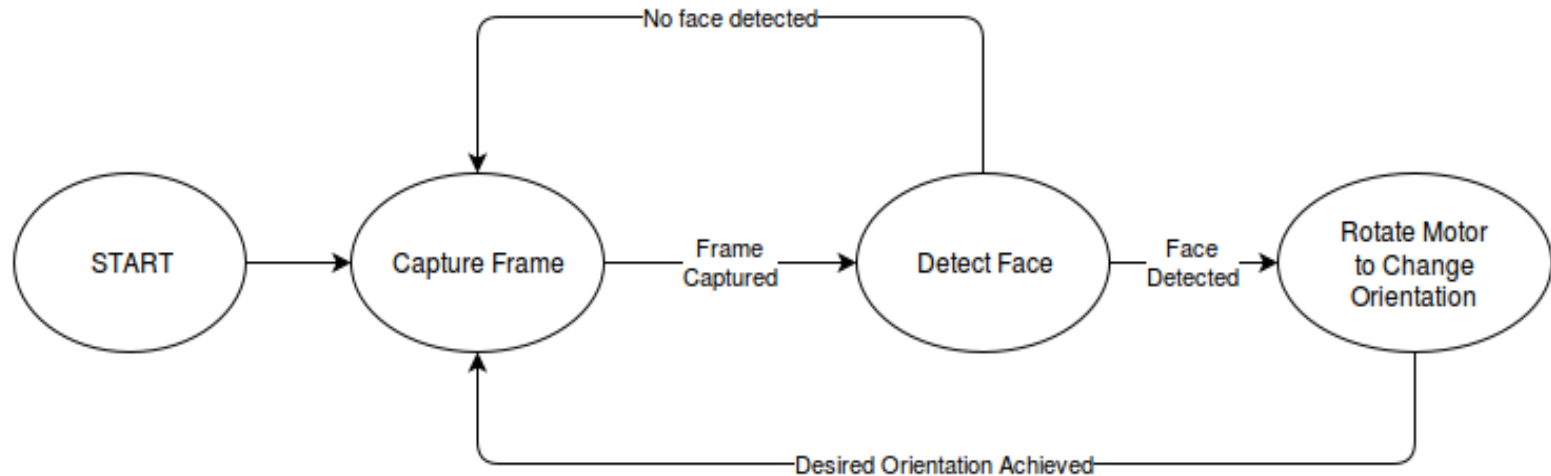 No face detected
START
Capture Frame
Frame
Captured
Detect Face
Face
Detected
Rotate Motor
to Change
Orientation
Desired Orientation Achieved